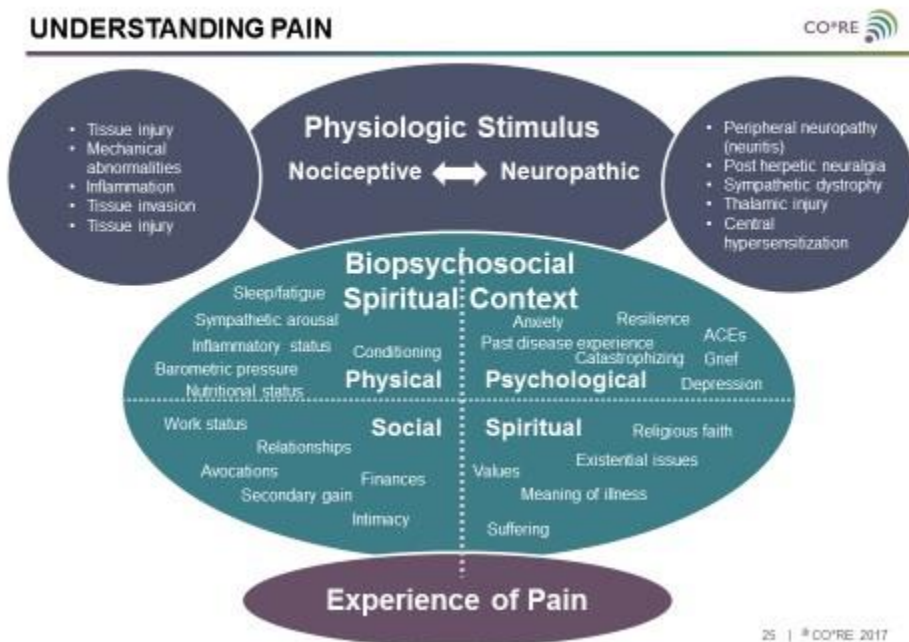 UNDERSTANDING PAIN
CO*RE
• Tissue injury
• Mechanical
abnormalities
• Inflammation
• Tissue invasion
• Tissue injury
Physiologic Stimulus
Nociceptive
Neuropathic
• Peripheral neuropathy
(neuritis)
• Post herpetic neuralgia
• Sympathetic dystrophy
• Thalamic injury
• Central
hypersensitization
Biopsychosocial
Spiritual Context
Sleep/fatigue
Sympathetic arousal
Inflammatory status
Conditioning
Barometric pressure
Nutritional status
Physical
Anxiety
Resilience
ACEs
Past disease experience
Catastrophizing
Grief
Depression
Psychological
Work status
Social
Relationships
Avocations
Finances
Secondary gain
Intimacy
Spiritual
Religious faith
Existential issues
Values
Meaning of illness
Suffering
Experience of Pain
25 | © CO*RE 2017